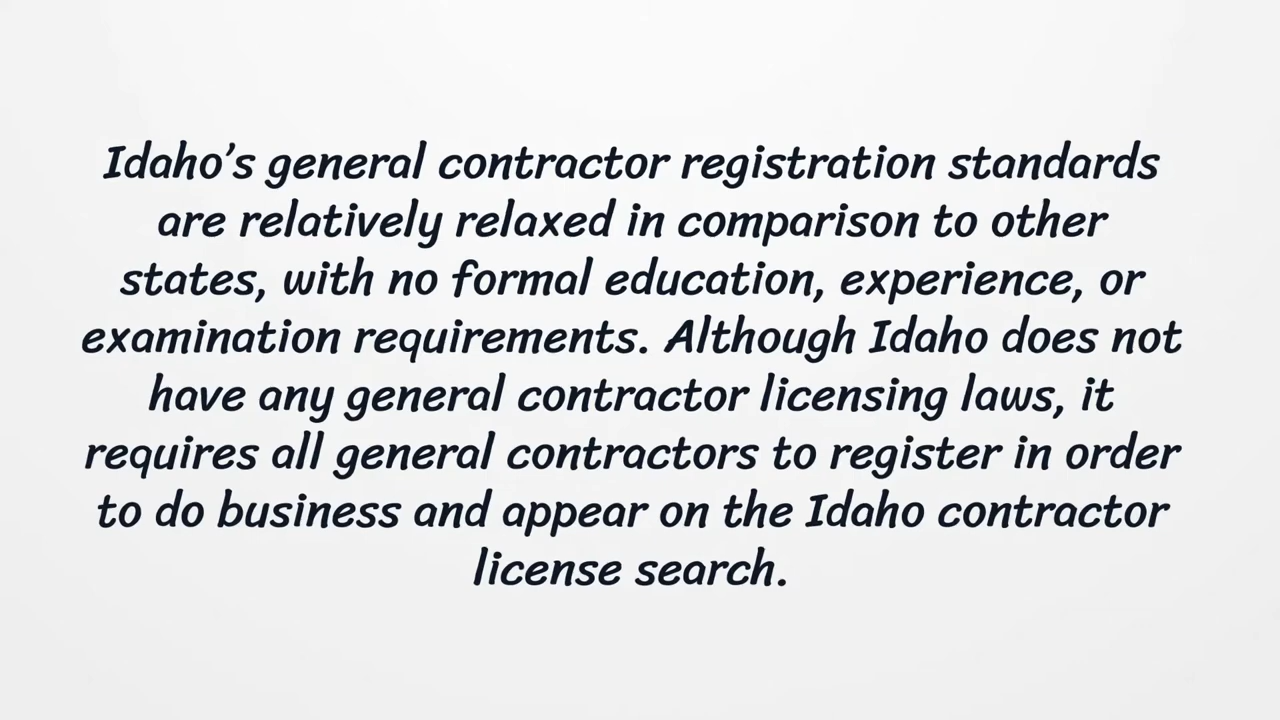 Idaho’s general contractor registration standards
are relatively relaxed in comparison to other
states, with no formal education, experience, or
examination requirements. Although Idaho does not
have any general contractor licensing laws, it
requires all general contractors to register in order
to do business and appear on the Idaho contractor
license search.